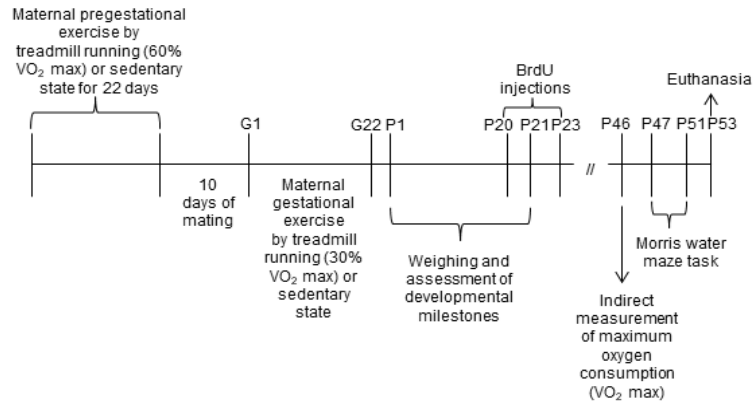 Maternal pregestational
exercise by
treadmill running (60%
VO₂ max) or sedentary
state for 22 days
BrdU
injections
Euthanasia
G1
G22 P1
P20 P21 P23
P46 P47 P51 P53
//
10
days of
mating
Maternal
gestational
exercise
by treadmill
running (30%
VO₂ max) or
sedentary
state
Weighing and
assessment of
developmental
milestones
Morris water
maze task
Indirect
measurement
of maximum
oxygen
consumption
(VO₂ max)